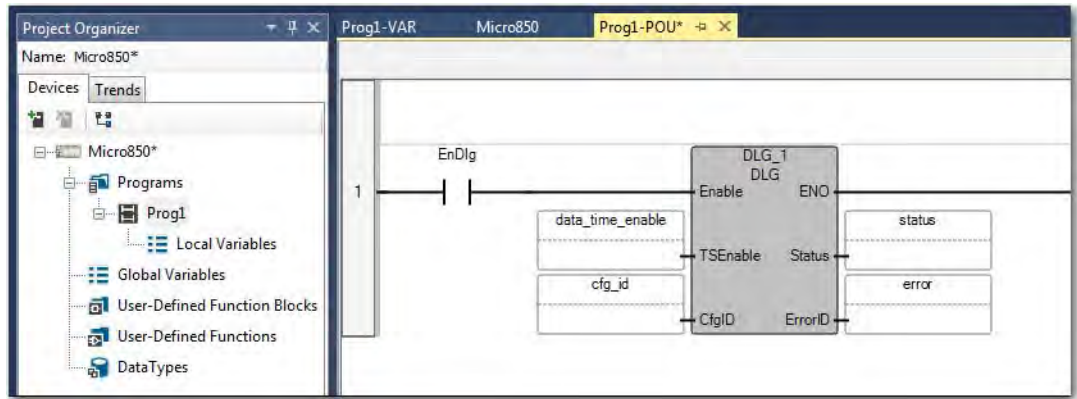 Project Organizer
Name: Micro850*
Devices Trends
Micro850*
Programs
Prog1
Local Variables
Global Variables
User-Defined Function Blocks
User-Defined Functions
DataTypes
Prog1-VAR Micro850 Prog1-POU*
1
EnDlg
DLG_1
DLG
Enable ENO
data_time_enable
status
TSEnable Status
cfg_id
error
CfgID ErrorID